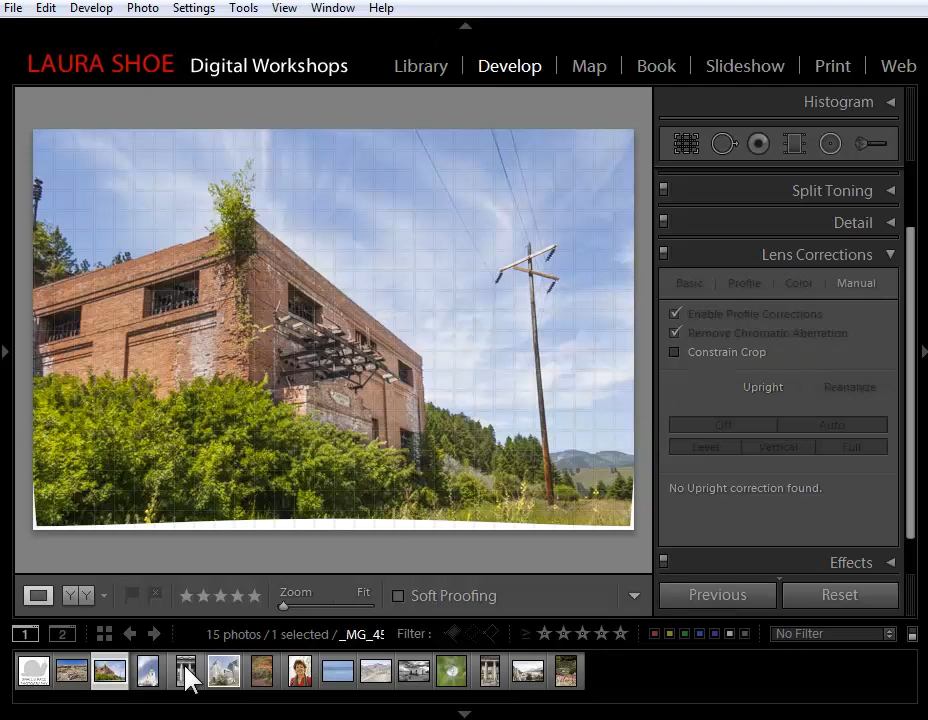 File Edit Develop Photo Settings Tools View Window Help
LAURA SHOE Digital Workshops Library Develop Map Book Slideshow Print Web
Histogram
Split Toning
Detail
Lens Corrections
Basic Profile Color Manual
Enable Profile Corrections
Remove Chromatic Aberration
Constrain Crop
Upright Reanalyze
Off Auto
Level Vertical Full
No Upright correction found.
Effects
Y Y Zoom Fit Soft Proofing Previous Reset
1 2 15 photos / 1 selected / _MG_45 Filter : No Filter